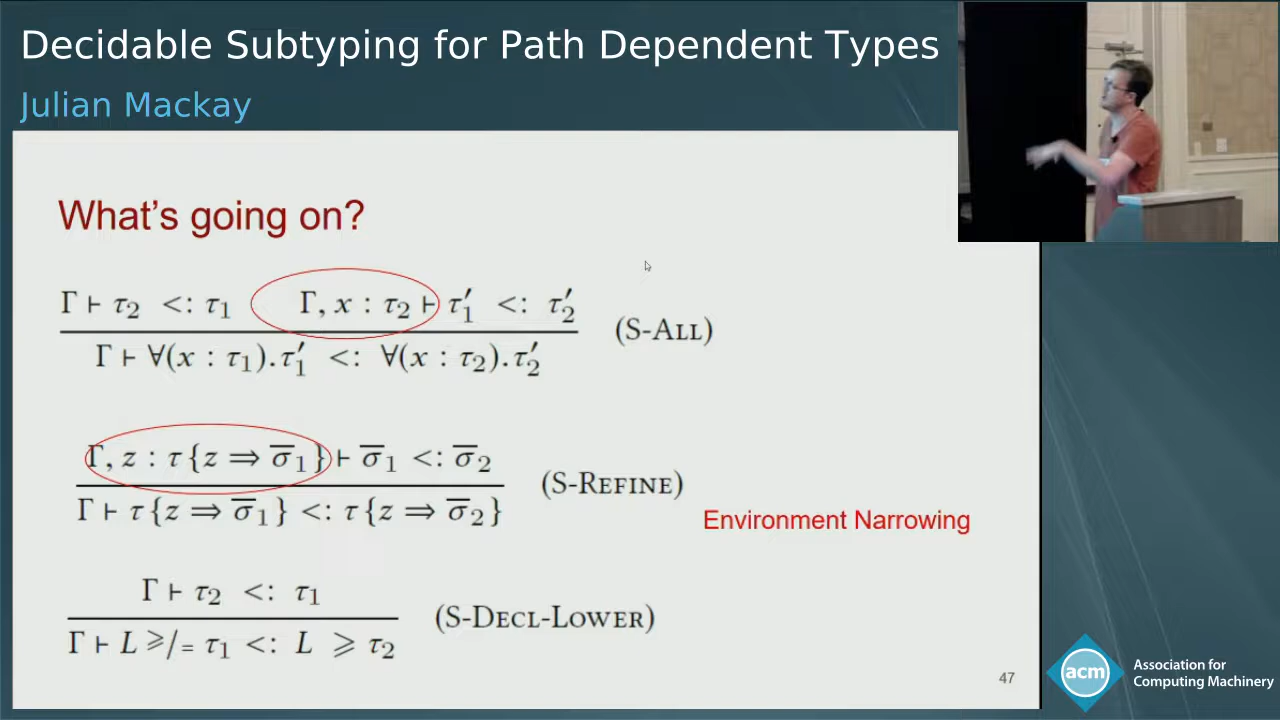 Decidable Subtyping for Path Dependent Types
Julian Mackay
What's going on?
Γ ⊢ τ₂ <: τ₁ Γ, x : τ₂ ⊢ τ₁′ <: τ₂′
(S-All)
Γ ⊢ ∀(x : τ₁).τ₁′ <: ∀(x : τ₂).τ₂′
Γ, z : τ{z ⇒ σ̅₁} ⊢ σ̅₁ <: σ̅₂
(S-Refine)
Γ ⊢ τ{z ⇒ σ̅₁} <: τ{z ⇒ σ̅₂}
Environment Narrowing
Γ ⊢ τ₂ <: τ₁
(S-Decl-Lower)
Γ ⊢ L ⩾/= τ₁ <: L ⩾ τ₂
47
acm
Association for
Computing Machinery